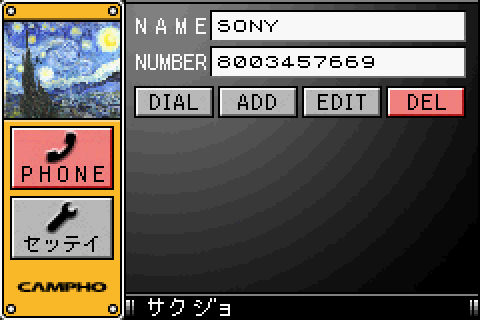 NAME SONY
NUMBER 8003457669
DIAL ADD EDIT DEL
PHONE
セッテイ
CAMPHO
サクジョ